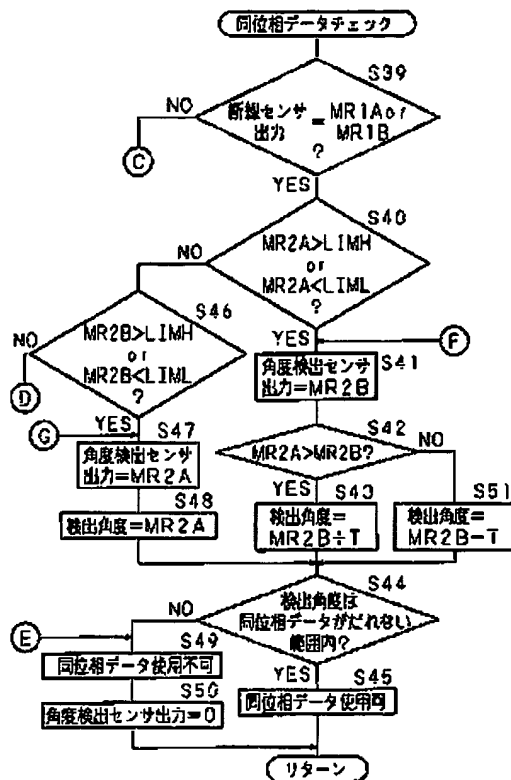 同位相データチェック
S39
NO
断線センサ = MR1A or
出力 MR1B
?
C
YES
S40
NO
MR2A>LIMH
or
MR2A<LIML
?
S46
NO
MR2B>LIMH
or
MR2B<LIML
?
D
YES
F
角度検出センサ S41
出力=MR2B
YES
G
S47
角度検出センサ
出力=MR2A
S42
MR2A>MR2B?
NO
S48
検出角度=MR2A
YES
S43
検出角度=
MR2B+T
S51
検出角度=
MR2B-T
S44
NO
検出角度は
同位相データがだれない
範囲内?
E
S49
同位相データ使用不可
YES
S45
同位相データ使用可
S50
角度検出センサ出力=0
リターン